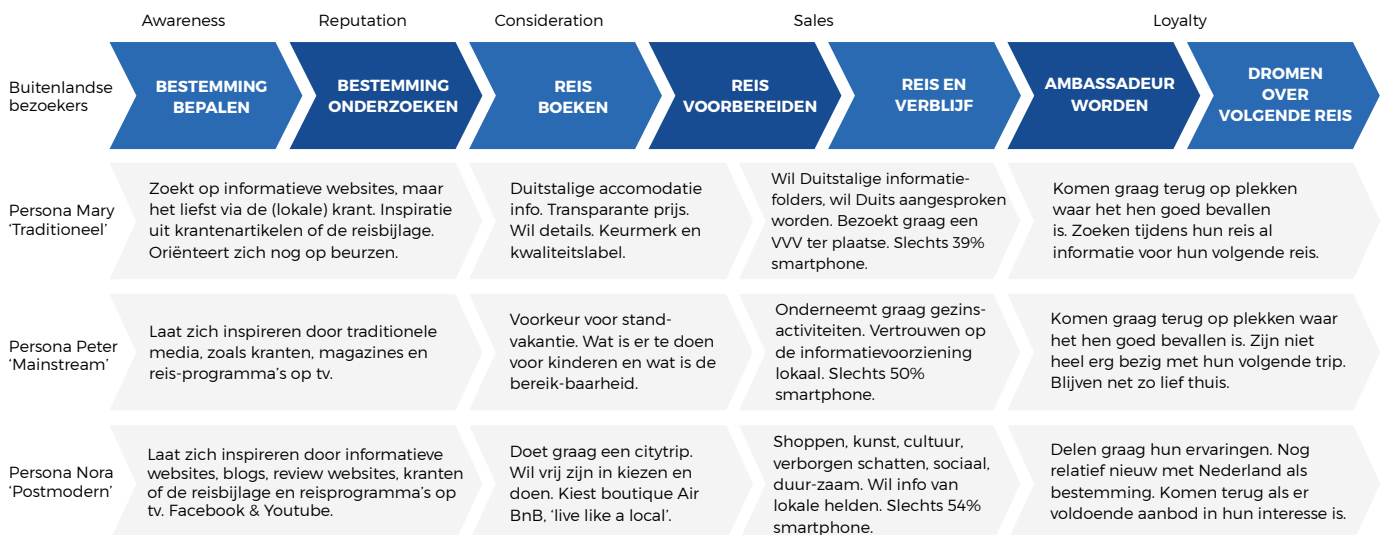 Awareness
Reputation
Consideration
Sales
Loyalty
Buitenlandse
bezoekers
BESTEMMING
BEPALEN
BESTEMMING
ONDERZOEKEN
REIS
BOEKEN
REIS
VOORBEREIDEN
REIS EN
VERBLIJF
AMBASSADEUR
WORDEN
DROMEN
OVER
VOLGENDE REIS
Persona Mary
‘Traditioneel’
Zoekt op informatieve websites, maar
het liefst via de (lokale) krant. Inspiratie
uit krantenartikelen of de reisbijlage.
Oriënteert zich nog op beurzen.
Duitstalige accomodatie
info. Transparante prijs.
Wil details. Keurmerk en
kwaliteitslabel.
Wil Duitstalige informatie-
folders, wil Duits aangesproken
worden. Bezoekt graag een
VVV ter plaatse. Slechts 39%
smartphone.
Komen graag terug op plekken
waar het hen goed bevallen
is. Zoeken tijdens hun reis al
informatie voor hun volgende reis.
Persona Peter
‘Mainstream’
Laat zich inspireren door traditionele
media, zoals kranten, magazines en
reis-programma’s op tv.
Voorkeur voor stand-
vakantie. Wat is er te doen
voor kinderen en wat is de
bereik-baarheid.
Onderneemt graag gezins-
activiteiten. Vertrouwen op
de informatievoorziening
lokaal. Slechts 50%
smartphone.
Komen graag terug op plekken waar
het hen goed bevallen is. Zijn niet
heel erg bezig met hun volgende trip.
Blijven net zo lief thuis.
Persona Nora
‘Postmodern’
Laat zich inspireren door informatieve
websites, blogs, review websites, kranten
of de reisbijlage en reisprogramma’s op
tv. Facebook & Youtube.
Doet graag een citytrip.
Wil vrij zijn in kiezen en
doen. Kiest boutique Air
BnB, ‘live like a local’.
Shoppen, kunst, cultuur,
verborgen schatten, sociaal,
duur-zaam. Wil info van
lokale helden. Slechts 54%
smartphone.
Delen graag hun ervaringen. Nog
relatief nieuw met Nederland als
bestemming. Komen terug als er
voldoende aanbod in hun interesse is.